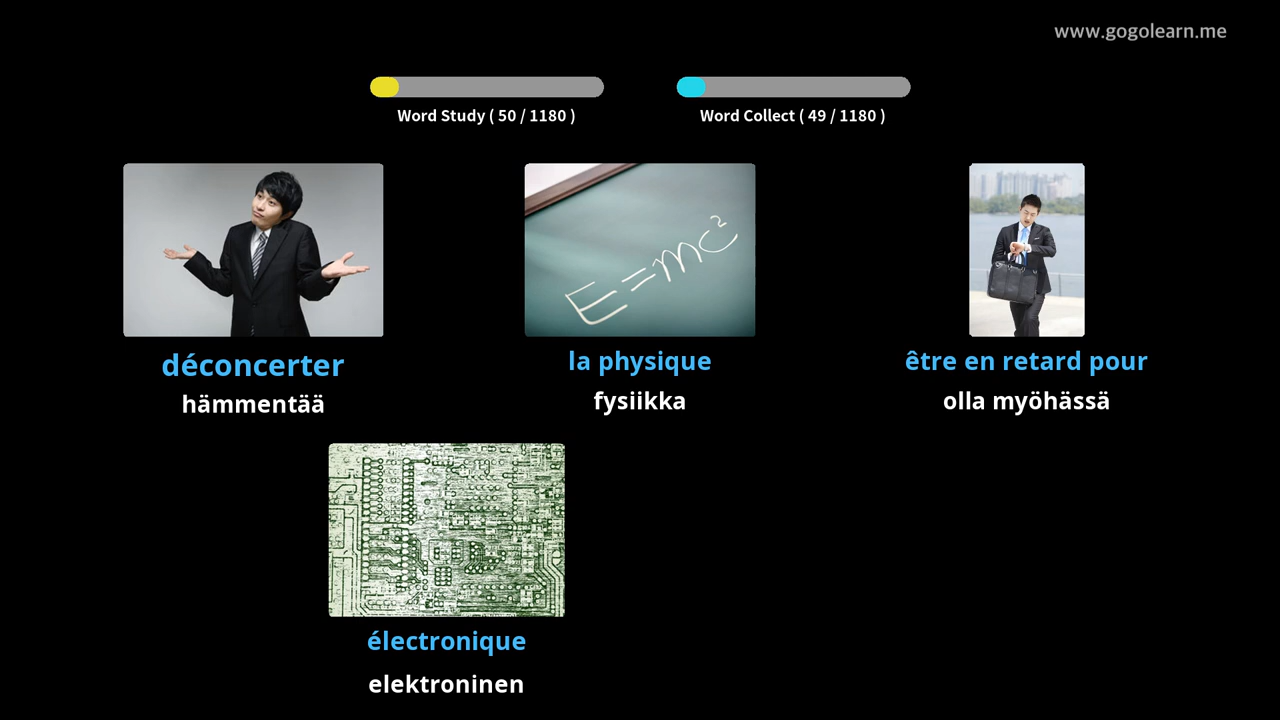 www.gogolearn.me
Word Study ( 50 / 1180 )
Word Collect ( 49 / 1180 )
E=mc²
déconcerter
hämmentää
la physique
fysiikka
être en retard pour
olla myöhässä
électronique
elektroninen